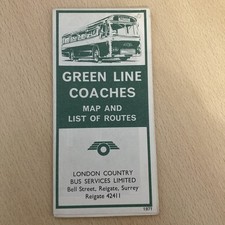 GREEN LINE
COACHES
MAP AND
LIST OF ROUTES
LONDON COUNTRY
BUS SERVICES LIMITED
Bell Street, Reigate, Surrey
Reigate 42411
1971